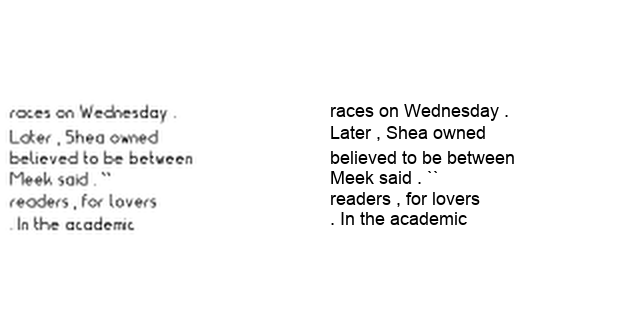 races on Wednesday .
Later , Shea owned
believed to be between
Meek said . ``
readers , for lovers
. In the academic
races on Wednesday .
Later , Shea owned
believed to be between
Meek said . ``
readers , for lovers
. In the academic